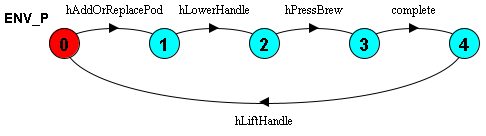 hAddOrReplacePod hLowerHandle hPressBrew complete
ENV_P
0 1 2 3 4
hLiftHandle